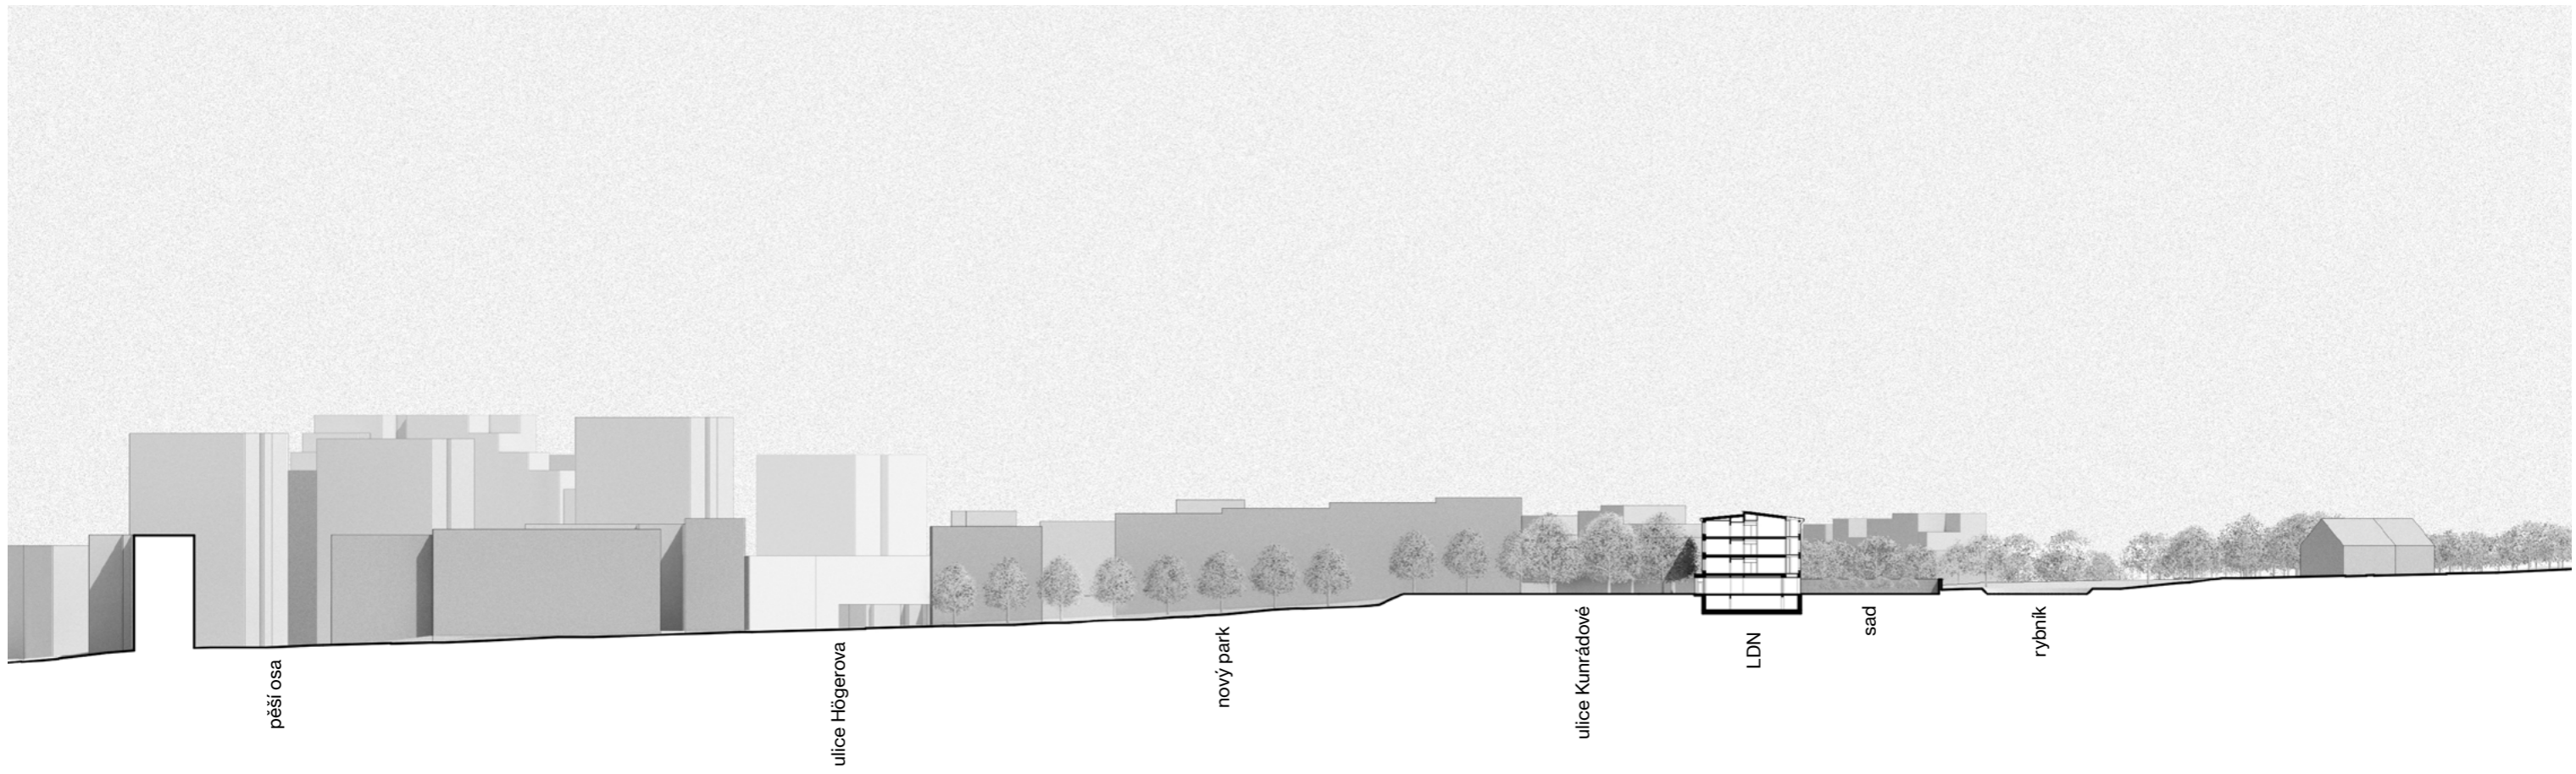 pěší osa
ulice Högerova
nový park
ulice Kunrádové
LDN
sad
rybník